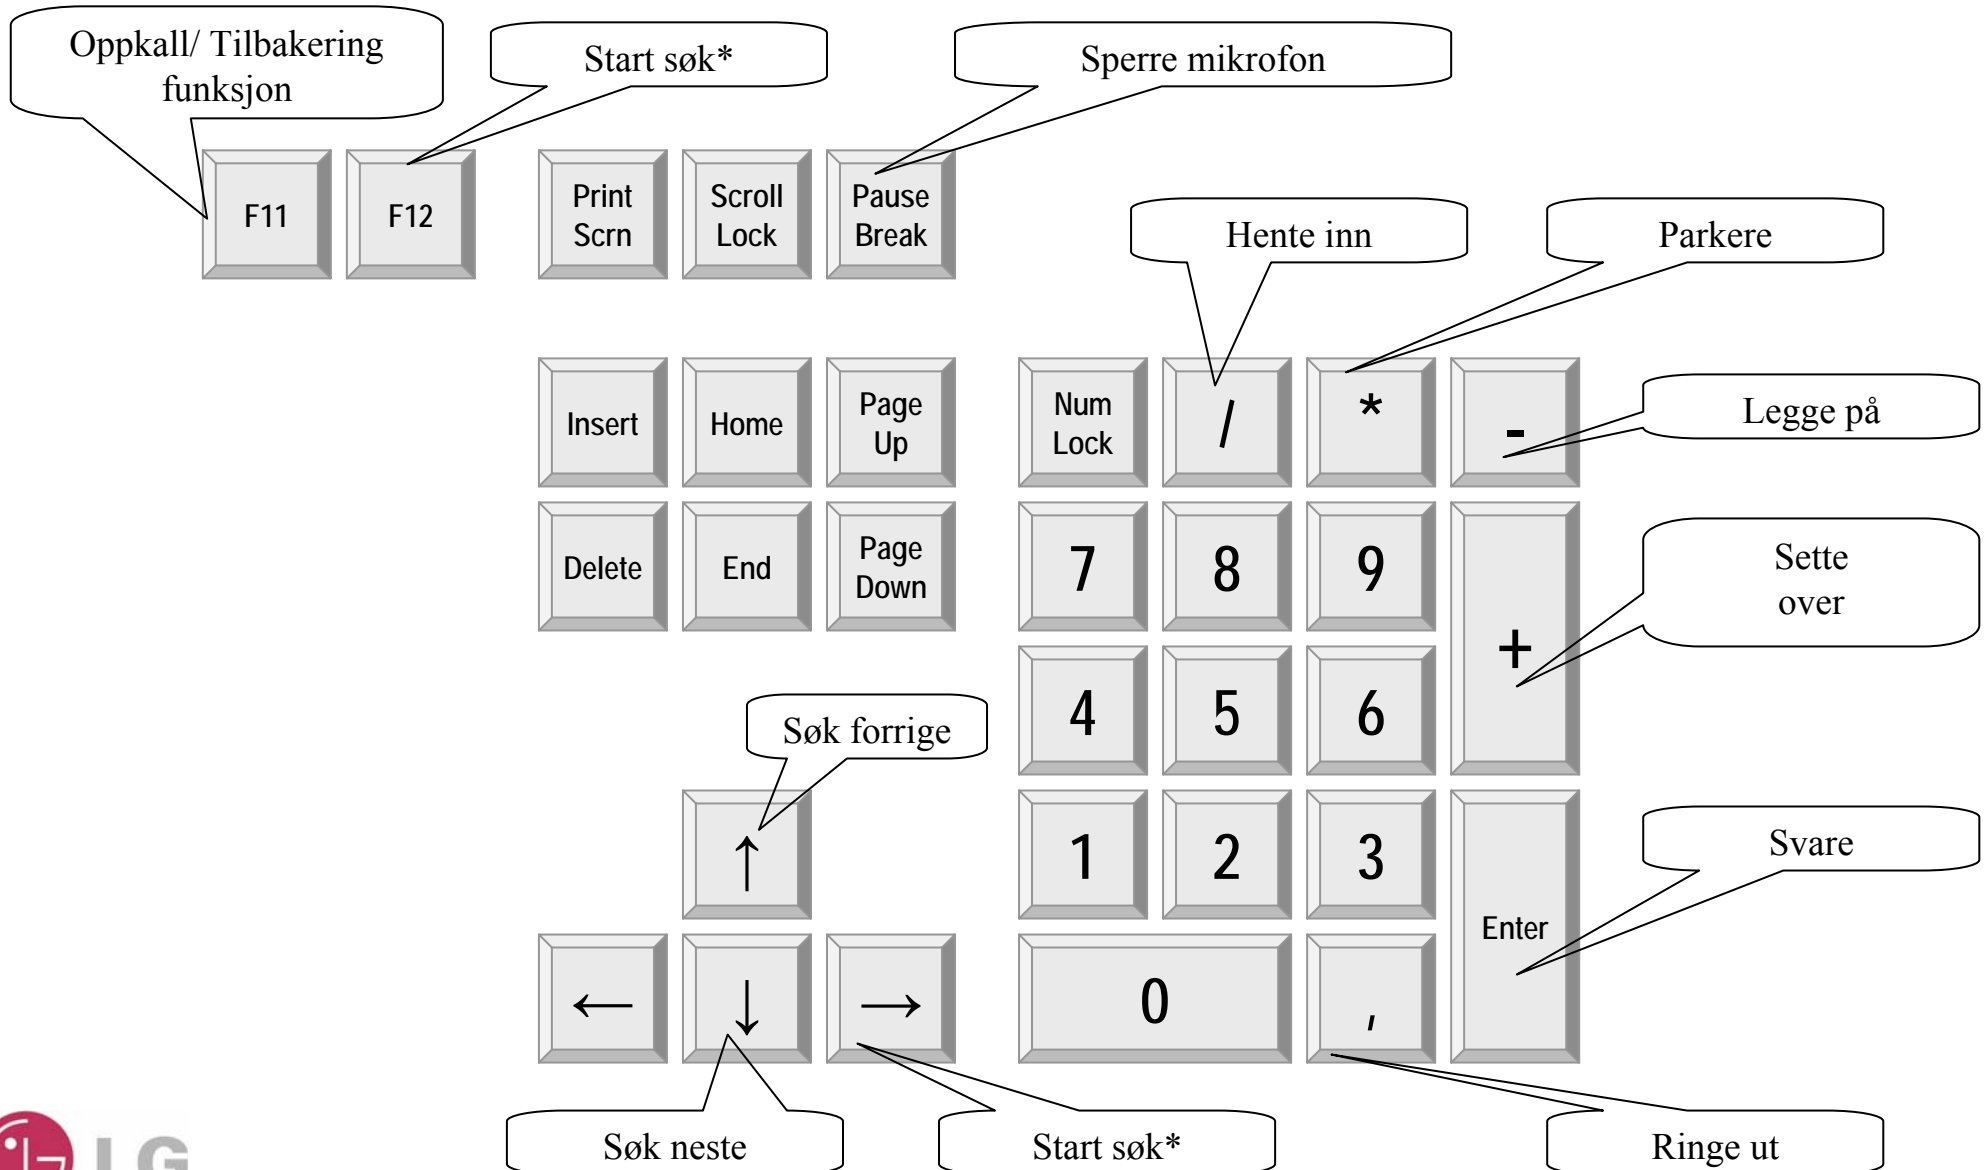 Oppkall/ Tilbakering
funksjon
Start søk*
Sperre mikrofon
F11
F12
Print
Scrn
Scroll
Lock
Pause
Break
Hente inn
Parkere
Insert
Home
Page
Up
Num
Lock
/
*
-
Legge på
Delete
End
Page
Down
7
8
9
+
Sette
over
4
5
6
Søk forrige
↑
1
2
3
Enter
Svare
←
↓
→
0
,
Søk neste
Start søk*
Ringe ut
LG